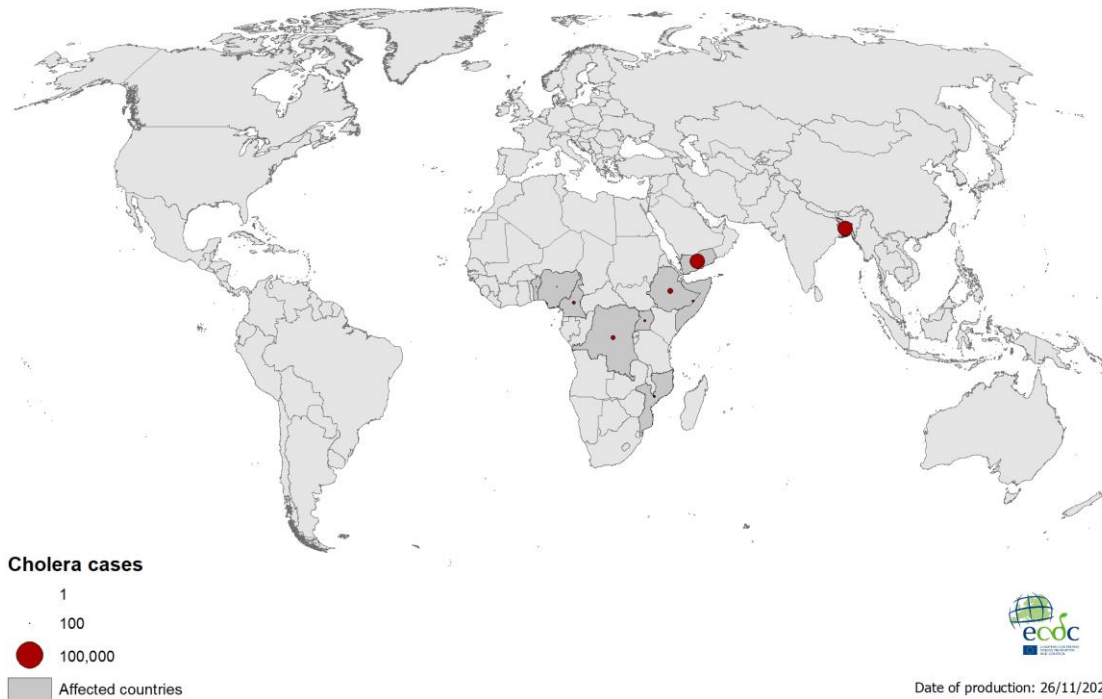 Cholera cases
1
100
100,000
Affected countries
ecdc
Date of production: 26/11/202